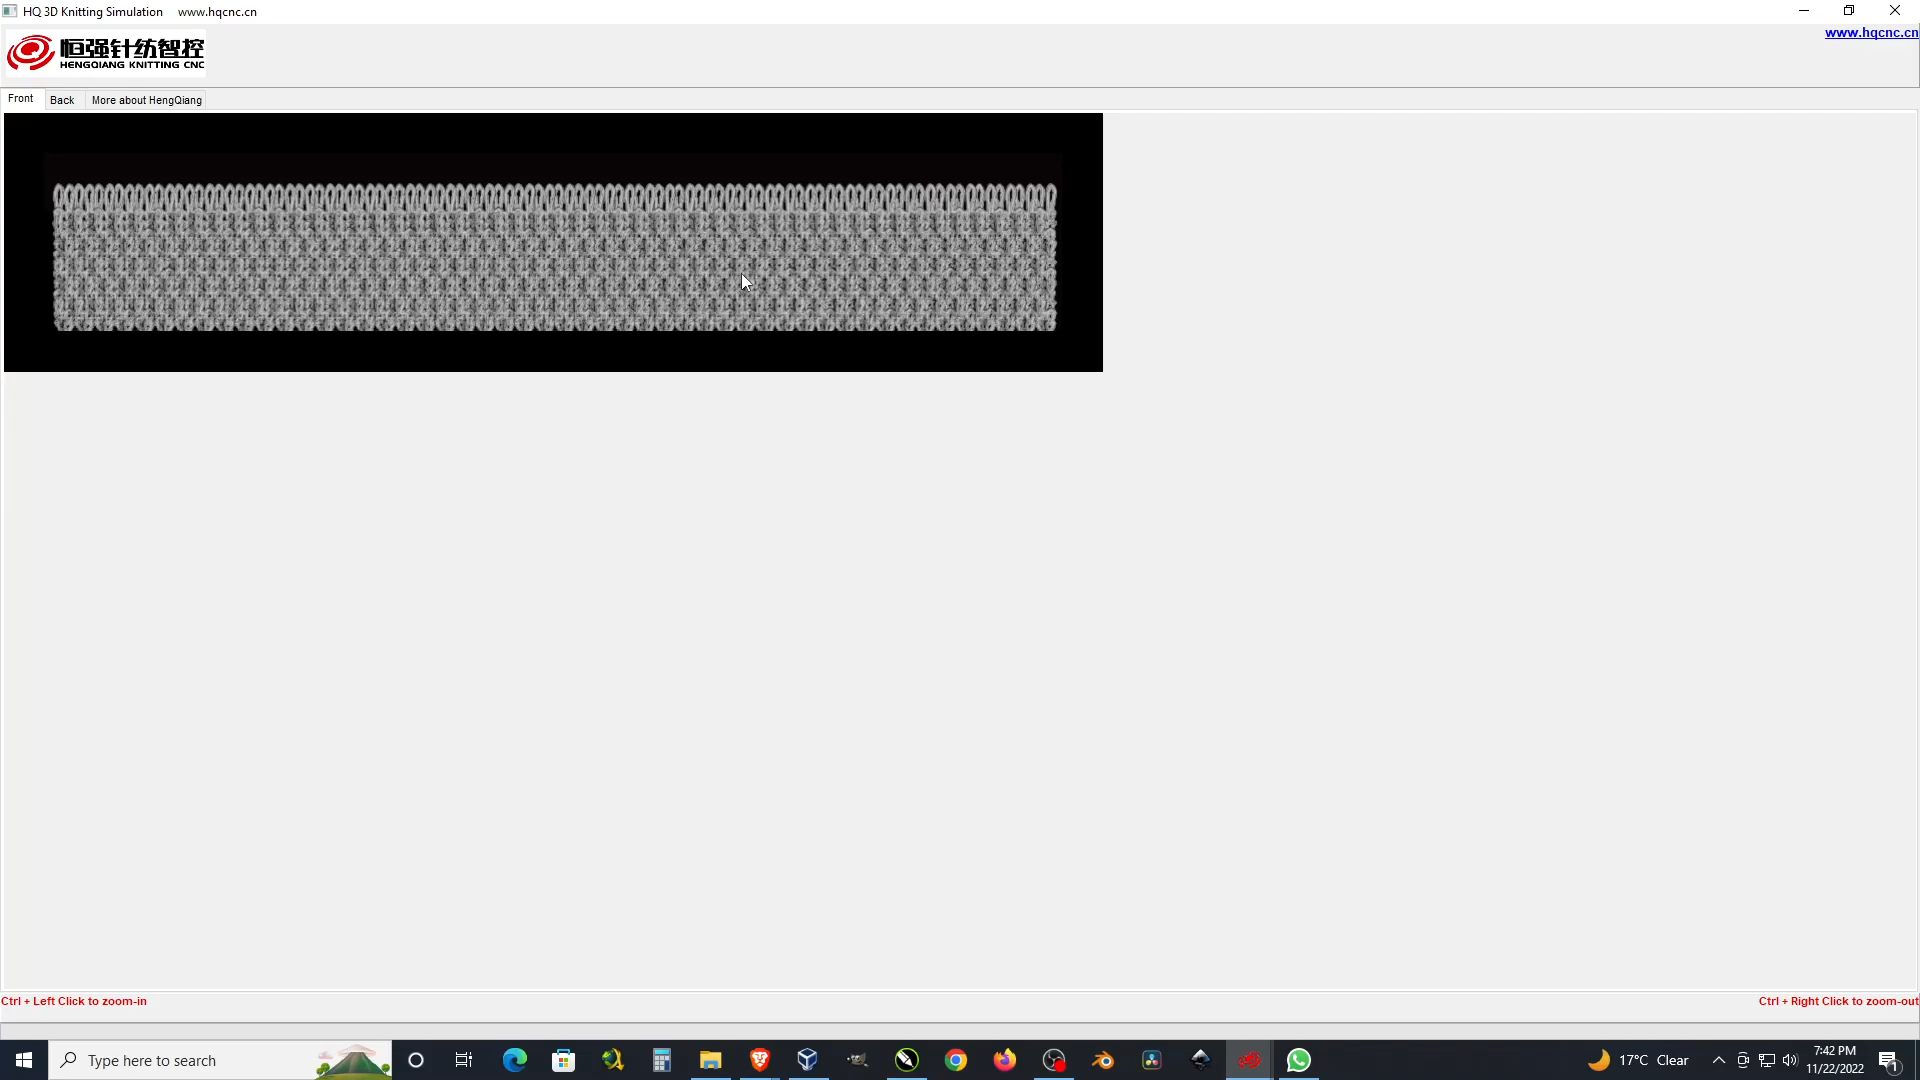 HQ 3D Knitting Simulation www.hqcnc.cn
www.hqcnc.cn
恒强针纺智控
HENGQIANG KNITTING CNC
Front Back More about HengQiang
Ctrl + Left Click to zoom-in Ctrl + Right Click to zoom-out
Type here to search
17°C Clear
7:42 PM
11/22/2022
1